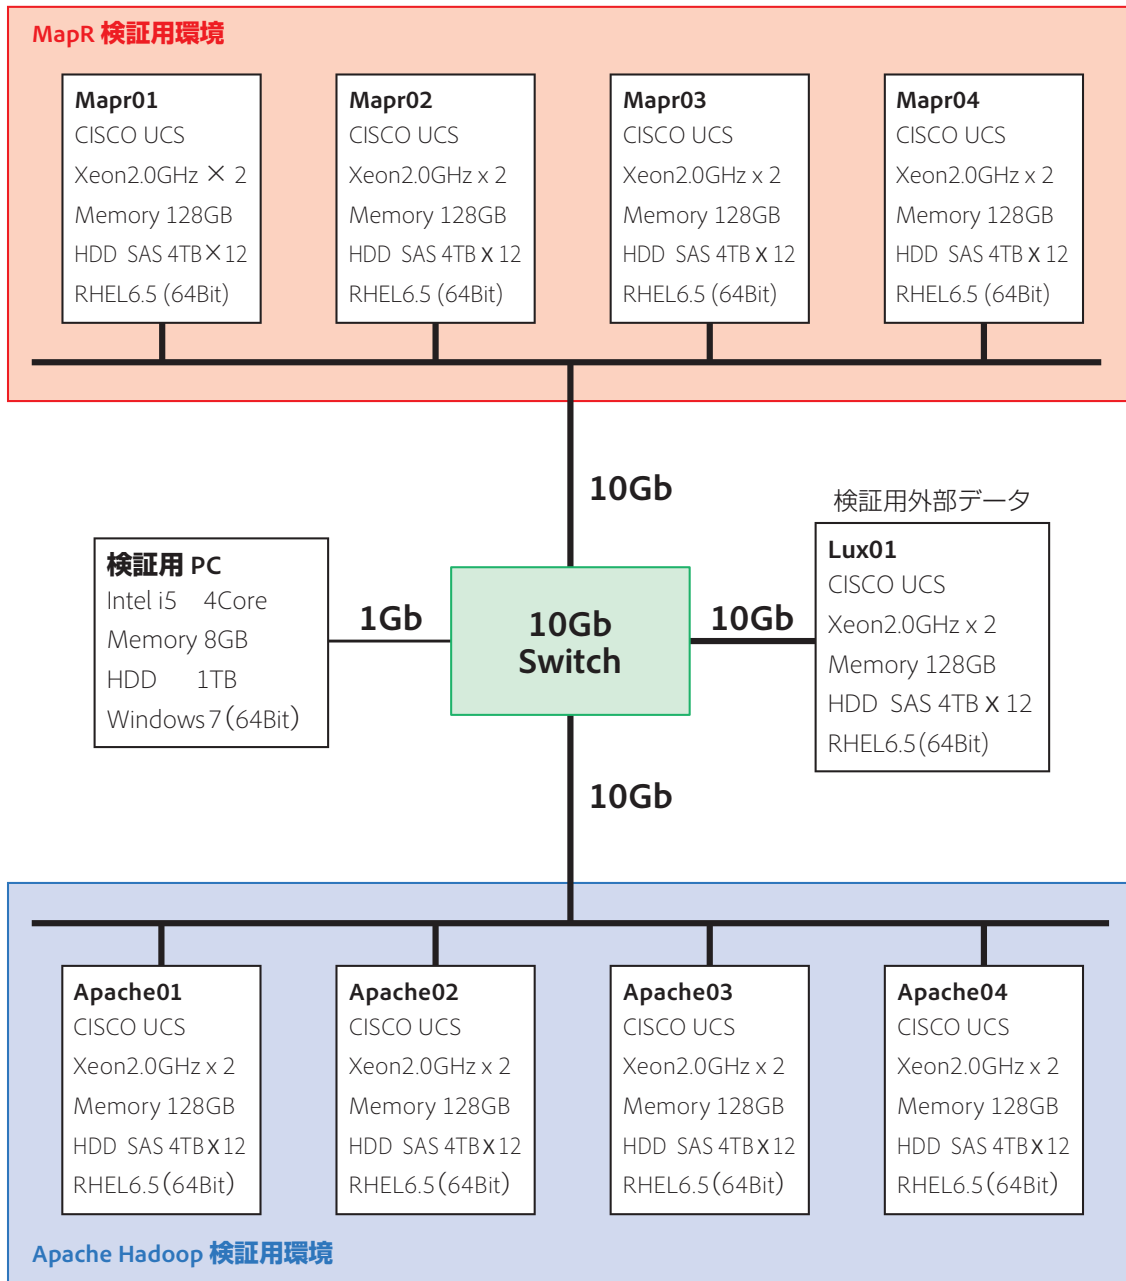 MapR 検証用環境
Mapr01
CISCO UCS
Xeon2.0GHz × 2
Memory 128GB
HDD SAS 4TB×12
RHEL6.5 (64Bit)
Mapr02
CISCO UCS
Xeon2.0GHz x 2
Memory 128GB
HDD SAS 4TB x 12
RHEL6.5 (64Bit)
Mapr03
CISCO UCS
Xeon2.0GHz x 2
Memory 128GB
HDD SAS 4TB x 12
RHEL6.5 (64Bit)
Mapr04
CISCO UCS
Xeon2.0GHz x 2
Memory 128GB
HDD SAS 4TB x 12
RHEL6.5 (64Bit)
10Gb
検証用 PC
Intel i5 4Core
Memory 8GB
HDD 1TB
Windows 7(64Bit)
1Gb
10Gb
Switch
10Gb
検証用外部データ
Lux01
CISCO UCS
Xeon2.0GHz x 2
Memory 128GB
HDD SAS 4TB x 12
RHEL6.5(64Bit)
10Gb
Apache01
CISCO UCS
Xeon2.0GHz x 2
Memory 128GB
HDD SAS 4TB x 12
RHEL6.5(64Bit)
Apache02
CISCO UCS
Xeon2.0GHz x 2
Memory 128GB
HDD SAS 4TB x 12
RHEL6.5(64Bit)
Apache03
CISCO UCS
Xeon2.0GHz x 2
Memory 128GB
HDD SAS 4TB x 12
RHEL6.5(64Bit)
Apache04
CISCO UCS
Xeon2.0GHz x 2
Memory 128GB
HDD SAS 4TB x 12
RHEL6.5(64Bit)
Apache Hadoop 検証用環境